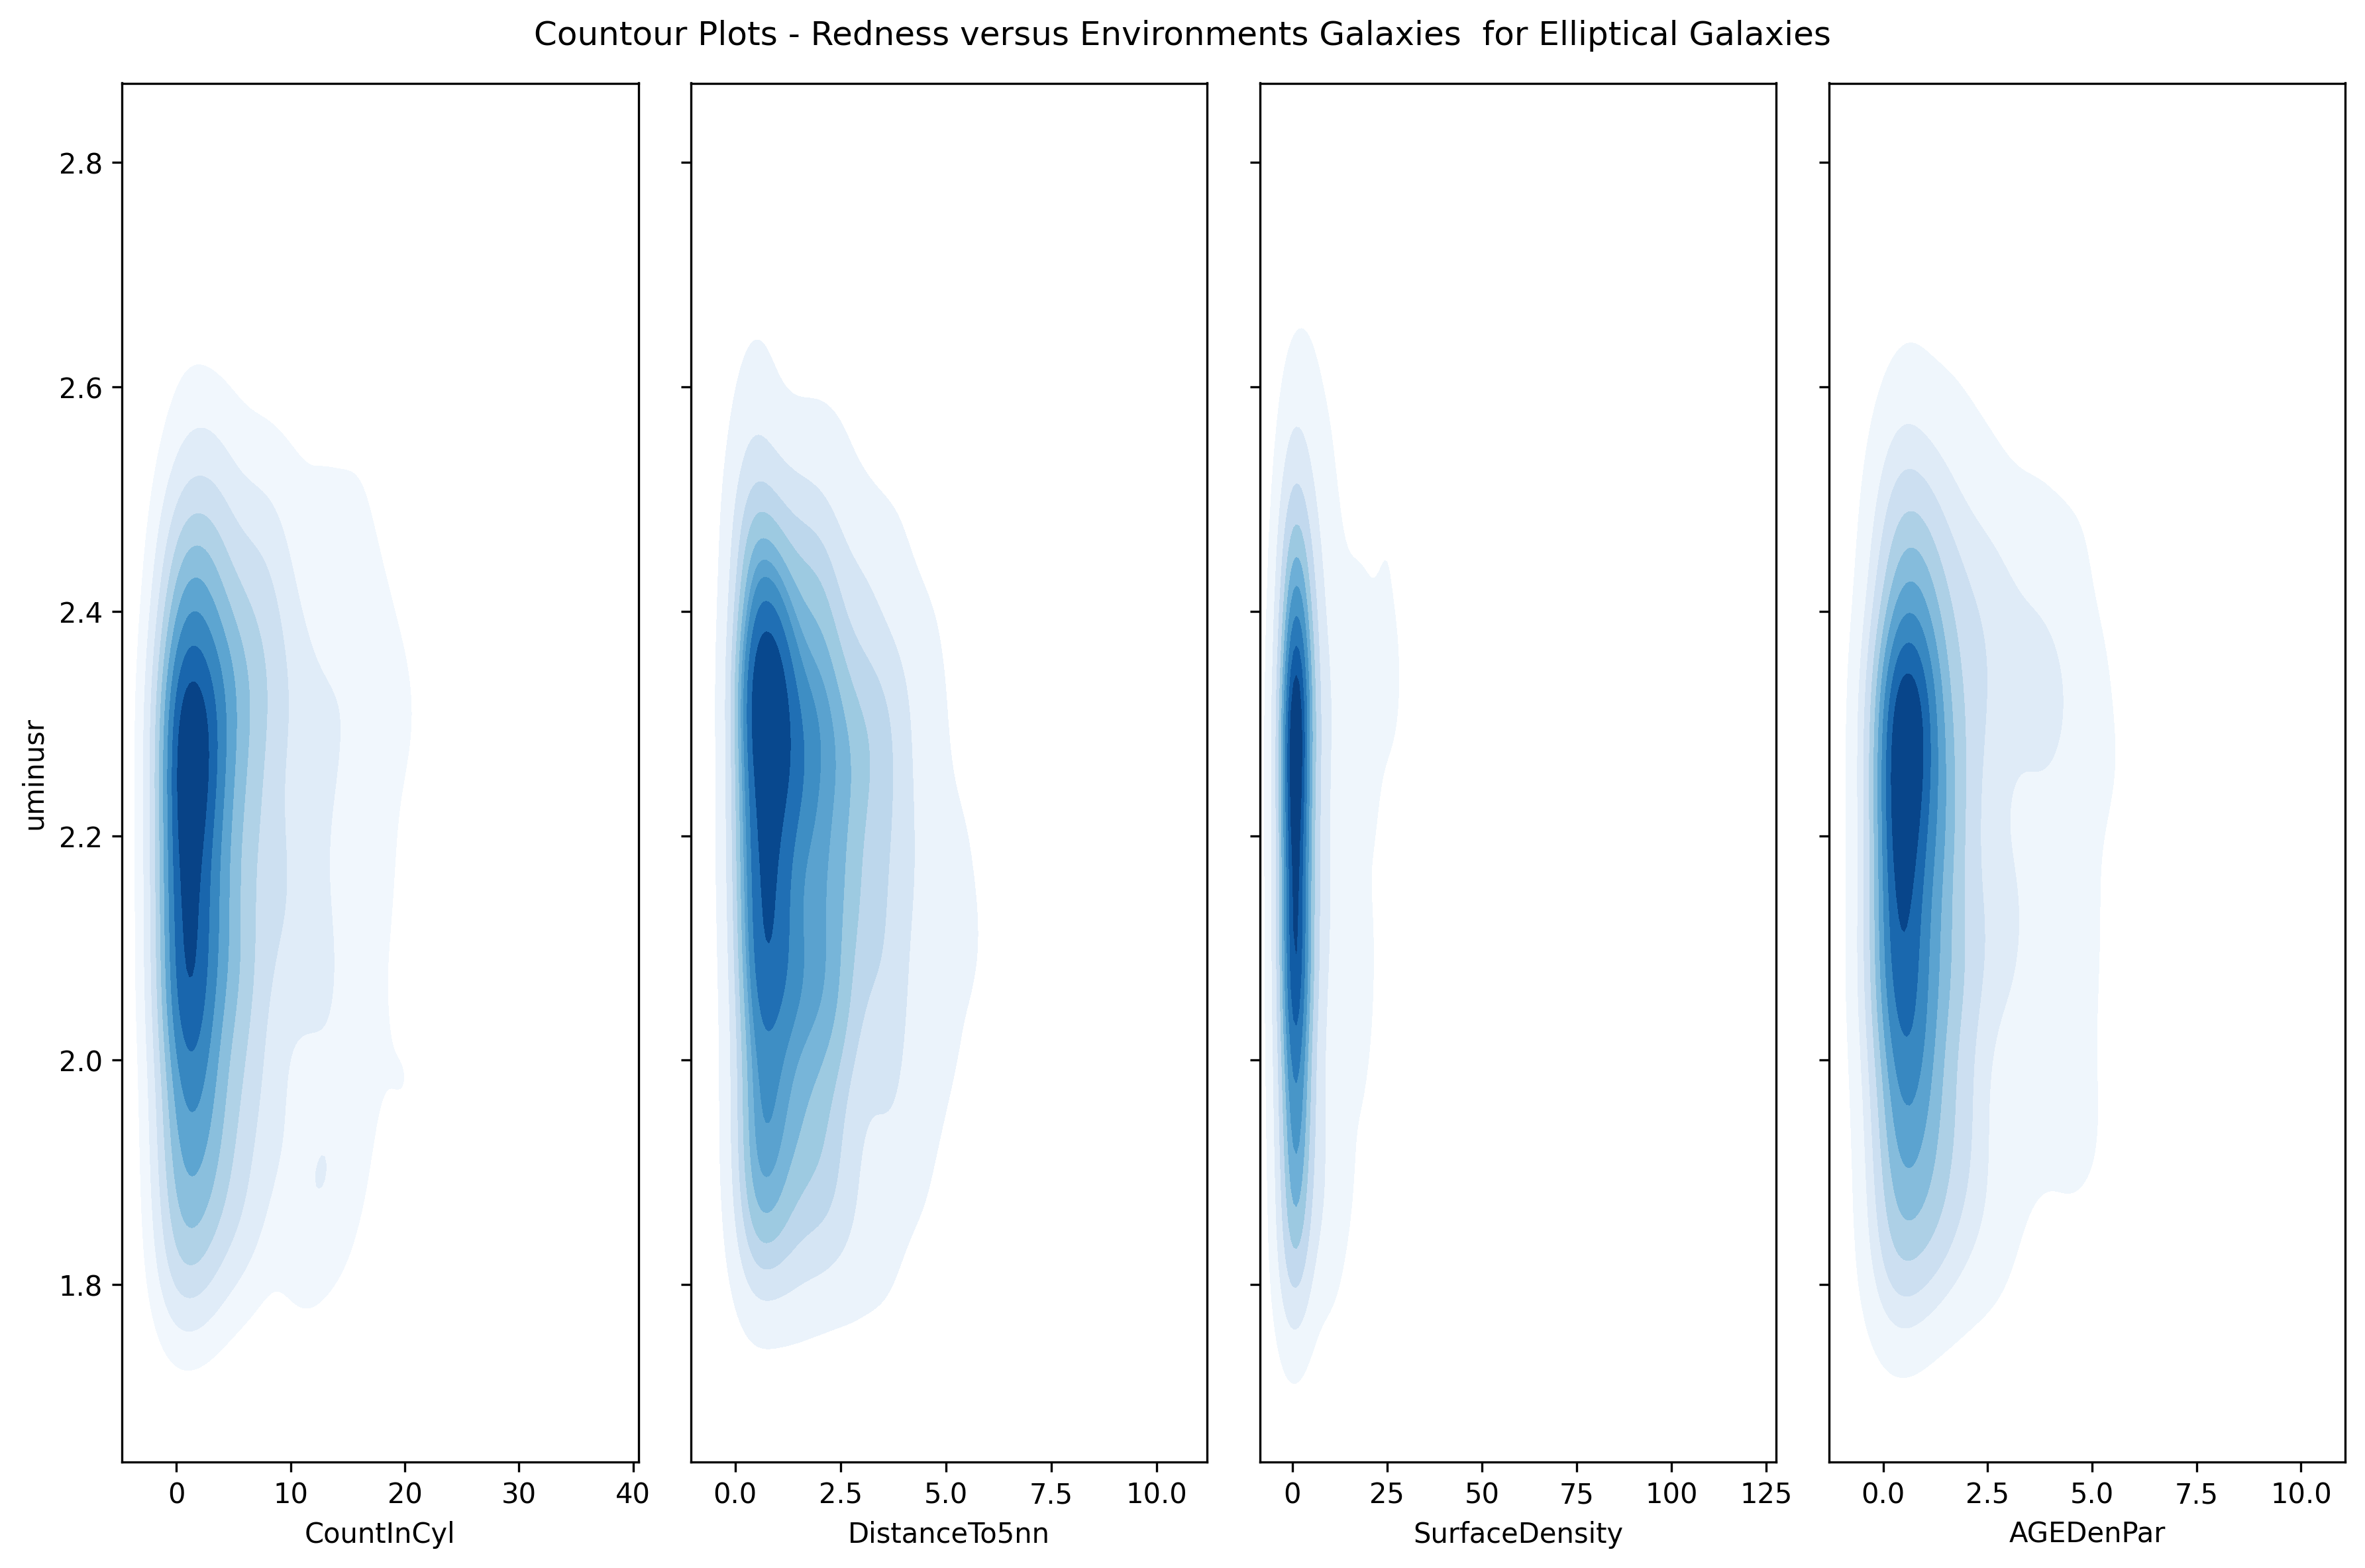 Countour Plots - Redness versus Environments Galaxies  for Elliptical Galaxies
2.8
2.6
2.4
2.2
2.0
1.8
uminusr
0 10 20 30 40
CountInCyl
0.0 2.5 5.0 7.5 10.0
DistanceTo5nn
0 25 50 75 100 125
SurfaceDensity
0.0 2.5 5.0 7.5 10.0
AGEDenPar